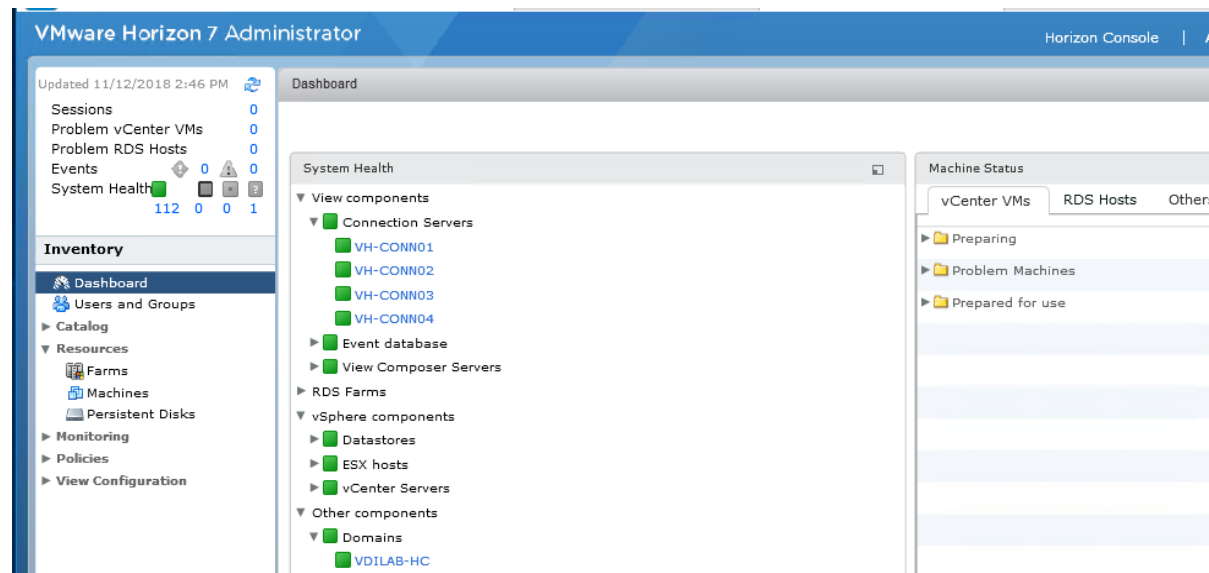 VMware Horizon 7 Administrator
Horizon Console | A
Updated 11/12/2018 2:46 PM
Sessions 0
Problem vCenter VMs 0
Problem RDS Hosts 0
Events 0 0
System Health
112 0 0 1
Inventory
Dashboard
Users and Groups
Catalog
Resources
Farms
Machines
Persistent Disks
Monitoring
Policies
View Configuration
Dashboard
System Health
View components
Connection Servers
VH-CONN01
VH-CONN02
VH-CONN03
VH-CONN04
Event database
View Composer Servers
RDS Farms
vSphere components
Datastores
ESX hosts
vCenter Servers
Other components
Domains
VDILAB-HC
Machine Status
vCenter VMs RDS Hosts Others
Preparing
Problem Machines
Prepared for use